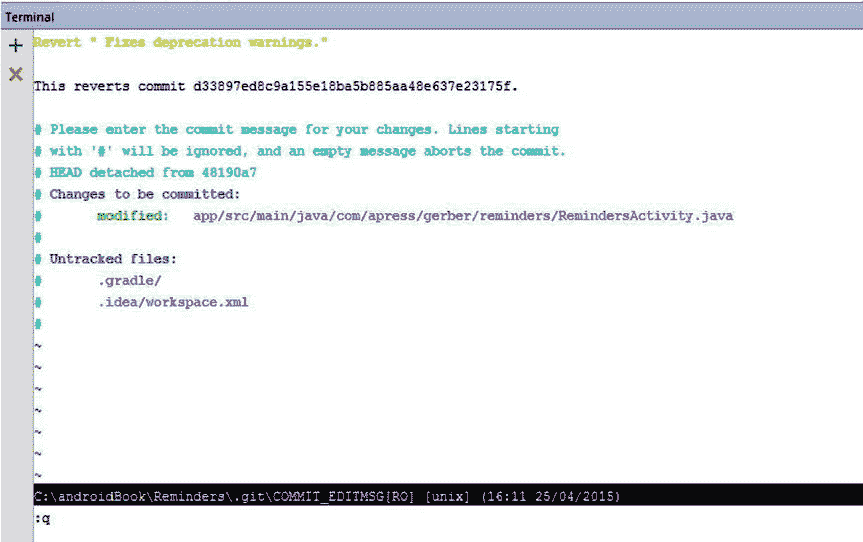 Terminal
Revert " Fixes deprecation warnings."
This reverts commit d33897ed8c9a155e18ba5b885aa48e637e23175f.
# Please enter the commit message for your changes. Lines starting
# with '#' will be ignored, and an empty message aborts the commit.
# HEAD detached from 48190a7
# Changes to be committed:
#       modified:   app/src/main/java/com/apress/gerber/reminders/RemindersActivity.java
#
# Untracked files:
#       .gradle/
#       .idea/workspace.xml
#
~
~
~
~
~
~
~
C:\androidBook\Reminders\.git\COMMIT_EDITMSG[RO] [unix] (16:11 25/04/2015)
:q